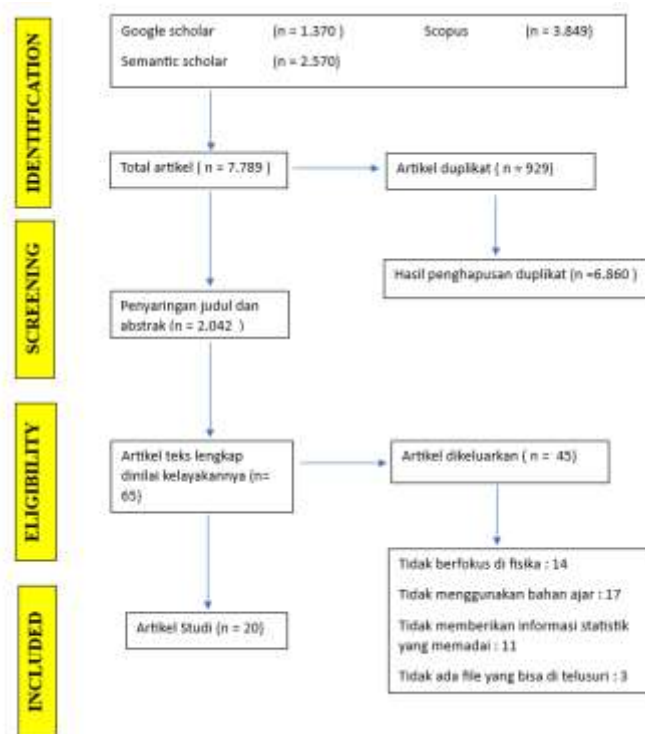 IDENTIFICATION
Google scholar (n = 1.370 ) Scopus (n = 3.849)
Semantic scholar (n = 2.570)
Total artikel ( n = 7.789 )
Artikel duplikat ( n = 929)
SCREENING
Hasil penghapusan duplikat (n =6.860 )
Penyaringan judul dan
abstrak (n = 2.042 )
ELIGIBILITY
Artikel teks lengkap
dinilai kelayakannya (n=
65)
Artikel dikeluarkan ( n = 45)
Tidak berfokus di fisika : 14
Tidak menggunakan bahan ajar : 17
Tidak memberikan informasi statistik
yang memadai : 11
Tidak ada file yang bisa di telusuri : 3
INCLUDED
Artikel Studi (n = 20)